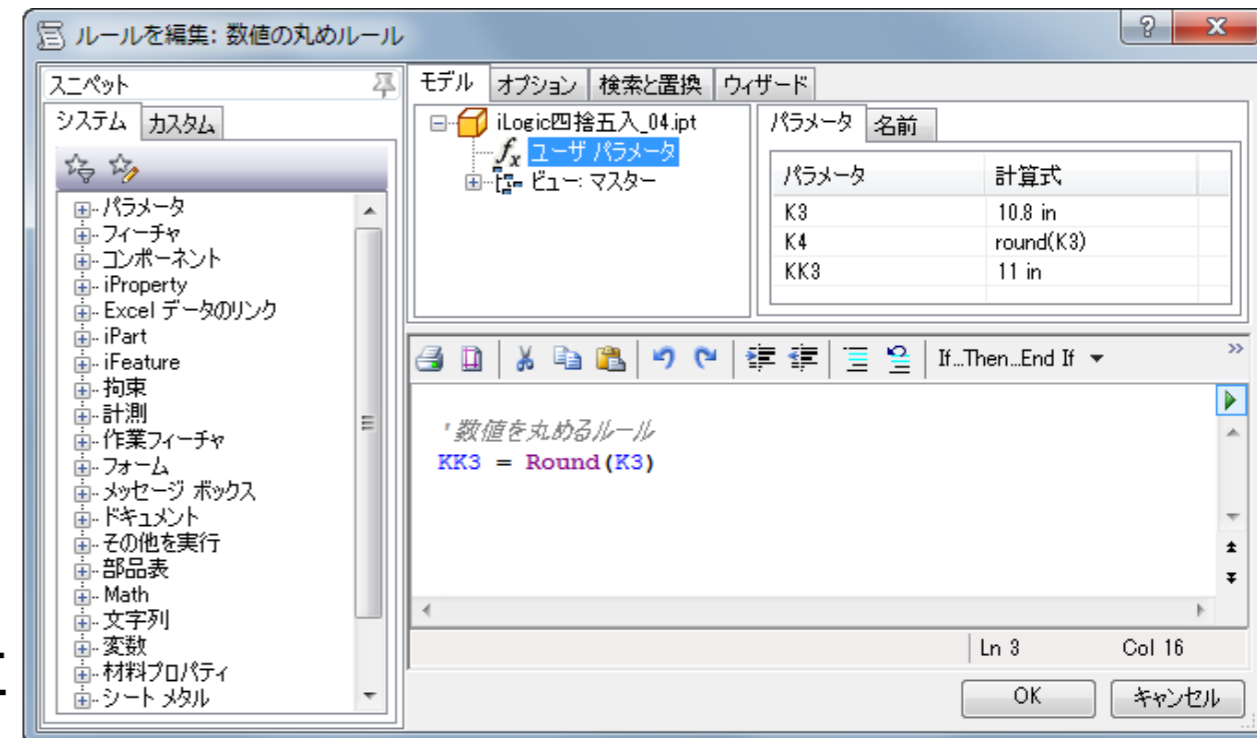 ルールを編集: 数値の丸めルール
スニペット
システム カスタム
パラメータ
フィーチャ
コンポーネント
iProperty
Excel データのリンク
iPart
iFeature
拘束
計測
作業フィーチャ
フォーム
メッセージ ボックス
ドキュメント
その他を実行
部品表
Math
文字列
変数
材料プロパティ
シート メタル
モデル オプション 検索と置換 ウィザード
iLogic四捨五入_04.ipt
fx ユーザ パラメータ
ビュー: マスター
パラメータ 名前
パラメータ 計算式
K3 10.8 in
K4 round(K3)
KK3 11 in
If...Then...End If
'数値を丸めるルール
KK3 = Round(K3)
Ln 3 Col 16
OK キャンセル